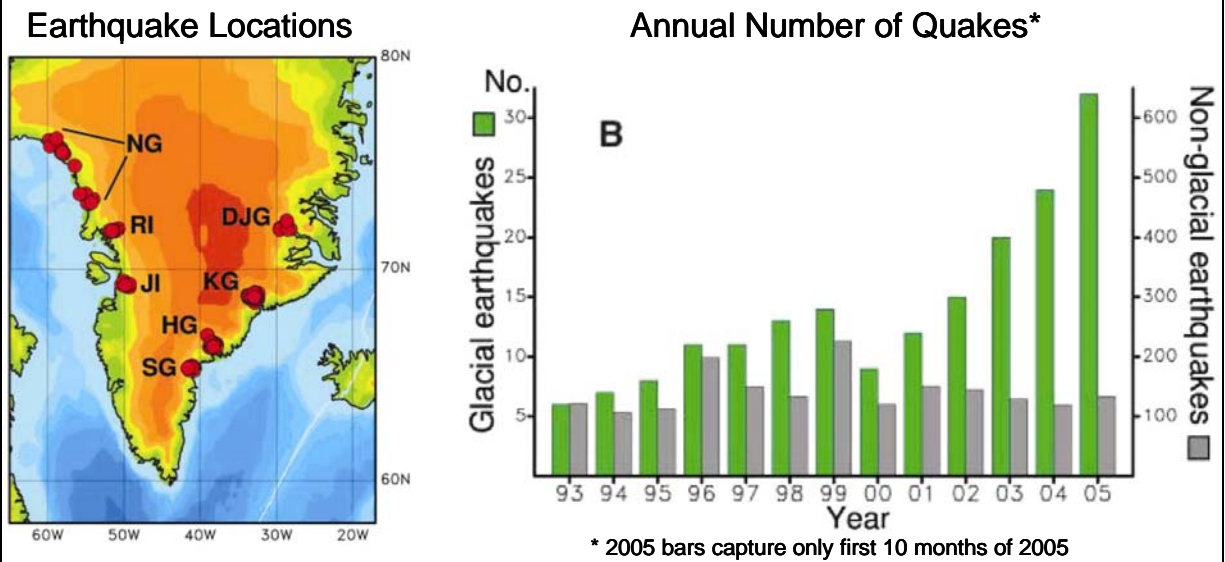 Earthquake Locations
80N
NG
RI
DJG
70N
JI
KG
HG
SG
60N
60W 50W 40W 30W 20W
Annual Number of Quakes*
No.
Glacial earthquakes
30
25
20
15
10
5
B
600
500
400
300
200
100
Non-glacial earthquakes
93 94 95 96 97 98 99 00 01 02 03 04 05
Year
* 2005 bars capture only first 10 months of 2005